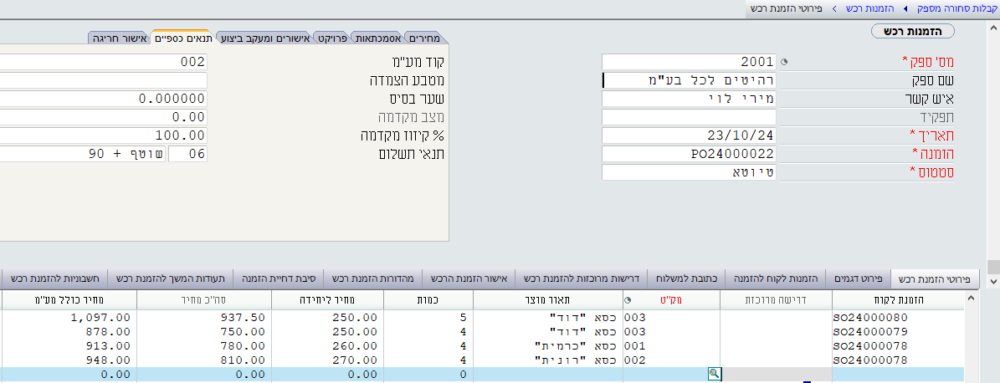 קבלות סחורה מספק הזמנות רכש > פירוטי הזמנת רכש
הזמנות רכש
מס' ספק * 2001
שם ספק רהיטים לכל בע"מ
איש קשר מירי לוי
תפקיד
תאריך * 23/10/24
הזמנה * PO24000022
סטטוס * טיוטא
מחירים אסמכתאות פרויקט אישורים ומעקב ביצוע תנאים כספיים אישור חריגה
קוד מע"מ 002
מטבע הצמדה
שער בסיס 0.000000
מצב מקדמה 0.00
% קיזוז מקדמה 100.00
תנאי תשלום 06 שוטף + 90
פירוטי הזמנת רכש פירוט דגמים הזמנות לקוח להזמנה כתובת למשלוח דרישות מרוכזות להזמנת רכש אישור הזמנת הרכש מהדורות הזמנת רכש סיבת דחיית הזמנה תעודות המשך להזמנת רכש חשבוניות להזמנת רכש
הזמנת לקוח דרישה מרוכזת מק"ט תאור מוצר כמות מחיר ליחידה סה"כ מחיר מחיר כולל מע"מ
SO24000080 003 כסא "דוד" 5 250.00 937.50 1,097.00
SO24000079 003 כסא "דוד" 4 250.00 750.00 878.00
SO24000078 001 כסא "כרמית" 4 260.00 780.00 913.00
SO24000078 002 כסא "רונית" 4 270.00 810.00 948.00
0 0.00 0.00 0.00